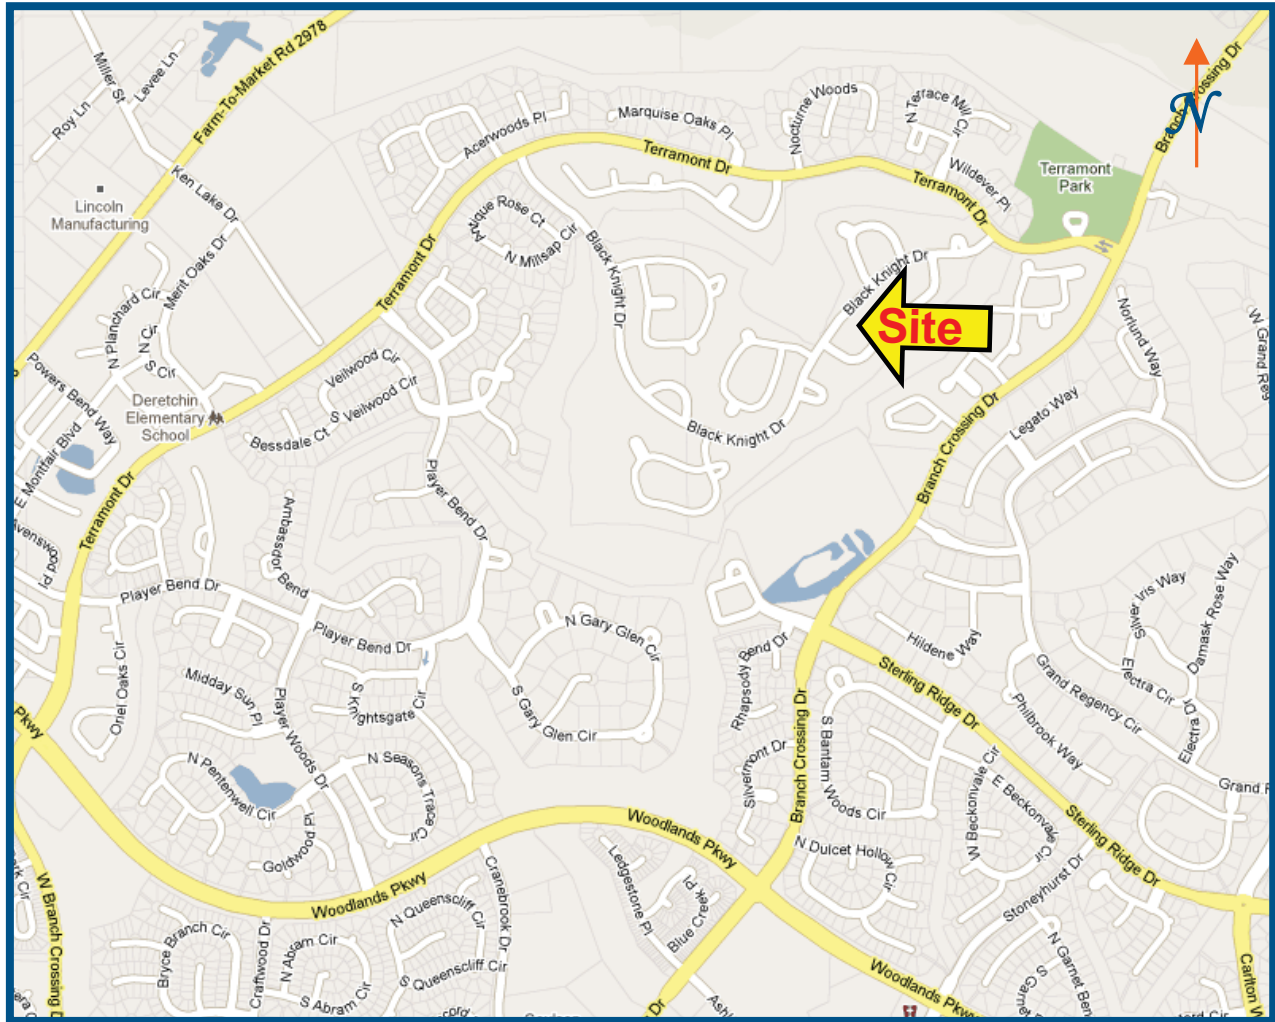 Miller St
Levee Ln
Roy Ln
Farm-To-Market Rd 2978
Ken Lake Dr
Lincoln
Manufacturing
Merit Oaks Dr
N Planchard Cir
N Cir
S Cir
Powers Bend Way
E Montfair Blvd
Deretchin
Elementary
School
Acerwoods Pl
Marquise Oaks Pl
Nocturne Woods
N Terrace Mill Cir
Wildever Pl
Terramont
Park
Branch Crossing Dr
N
Terramont Dr
Terramont Dr
Terramont Dr
Terramont Dr
Antique Rose Ct
N Millsap Cir
Black Knight Dr
Black Knight Dr
Black Knight Dr
Site
Norlund Way
W Grand Reg
Legato Way
Branch Crossing Dr
Veilwood Cir
S Veilwood Cir
Bessdale Ct
Player Bend Dr
Ambassdor Bend
Player Bend Dr
Player Bend Dr
Oriel Oaks Cir
Midday Sun Pl
Player Woods Dr
S Knightsgate Cir
N Gary Glen Cir
S Gary Glen Cir
N Pentenwell Cir
N Seasons Trace Cir
Goldwood Pl
Pkwy
Woodlands Pkwy
Woodlands Pkwy
Woodlands Pkwy
Rhapsody Bend Dr
Silvermont Dr
Branch Crossing Dr
S Bantam Woods Cir
N Dulcet Hollow Cir
Sterling Ridge Dr
Sterling Ridge Dr
Hildene Way
Silver Iris Way
Damask Rose Way
Electra Cir
Electra Dr
Grand Regency Cir
Philbrook Way
Grand
W Beckonvale Cir
E Beckonvale Cir
Stoneyhurst Dr
N Garnet Ben
S Garnet
Carlton W
W Branch Crossing D
Bryce Branch Cir
Craftwood Dr
N Abram Cir
S Abram Cir
N Queenscliff Cir
S Queenscliff Cir
Cranebrook Dr
Ledgestone Pl
Blue Creek Pl
Dr